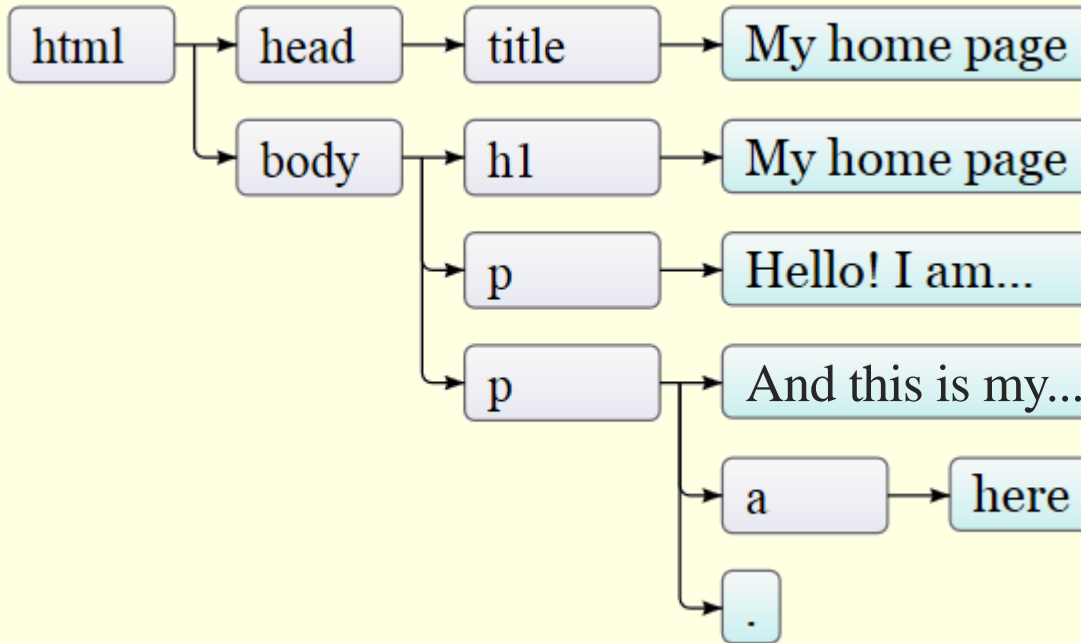 html head title My home page
body h1 My home page
p Hello! I am...
p And this is my...
a here
.